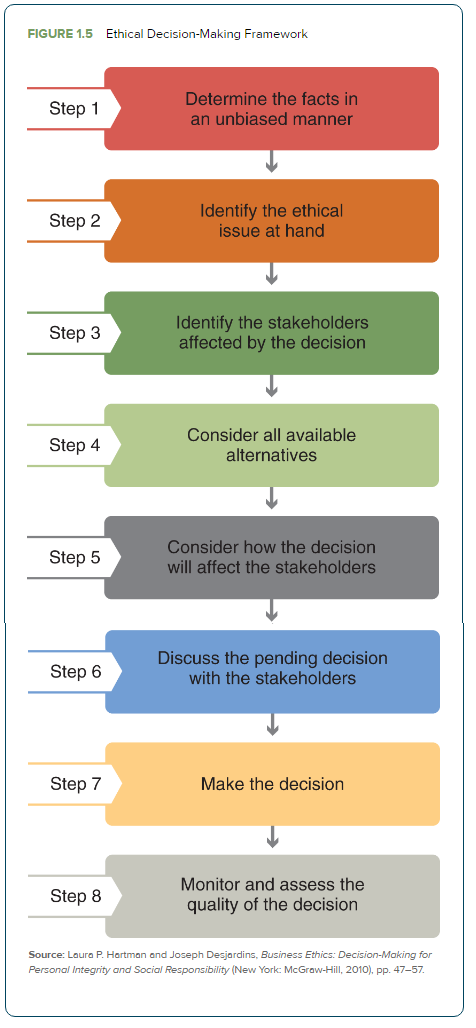 FIGURE 1.5 Ethical Decision-Making Framework
Step 1
Determine the facts in
an unbiased manner
Step 2
Identify the ethical
issue at hand
Step 3
Identify the stakeholders
affected by the decision
Step 4
Consider all available
alternatives
Step 5
Consider how the decision
will affect the stakeholders
Step 6
Discuss the pending decision
with the stakeholders
Step 7
Make the decision
Step 8
Monitor and assess the
quality of the decision
Source: Laura P. Hartman and Joseph Desjardins, Business Ethics: Decision-Making for
Personal Integrity and Social Responsibility (New York: McGraw-Hill, 2010), pp. 47–57.